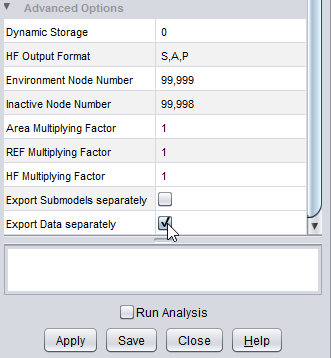 Advanced Options
Dynamic Storage 0
HF Output Format S,A,P
Environment Node Number 99,999
Inactive Node Number 99,998
Area Multiplying Factor 1
REF Multiplying Factor 1
HF Multiplying Factor 1
Export Submodels separately
Export Data separately
Run Analysis
Apply Save Close Help